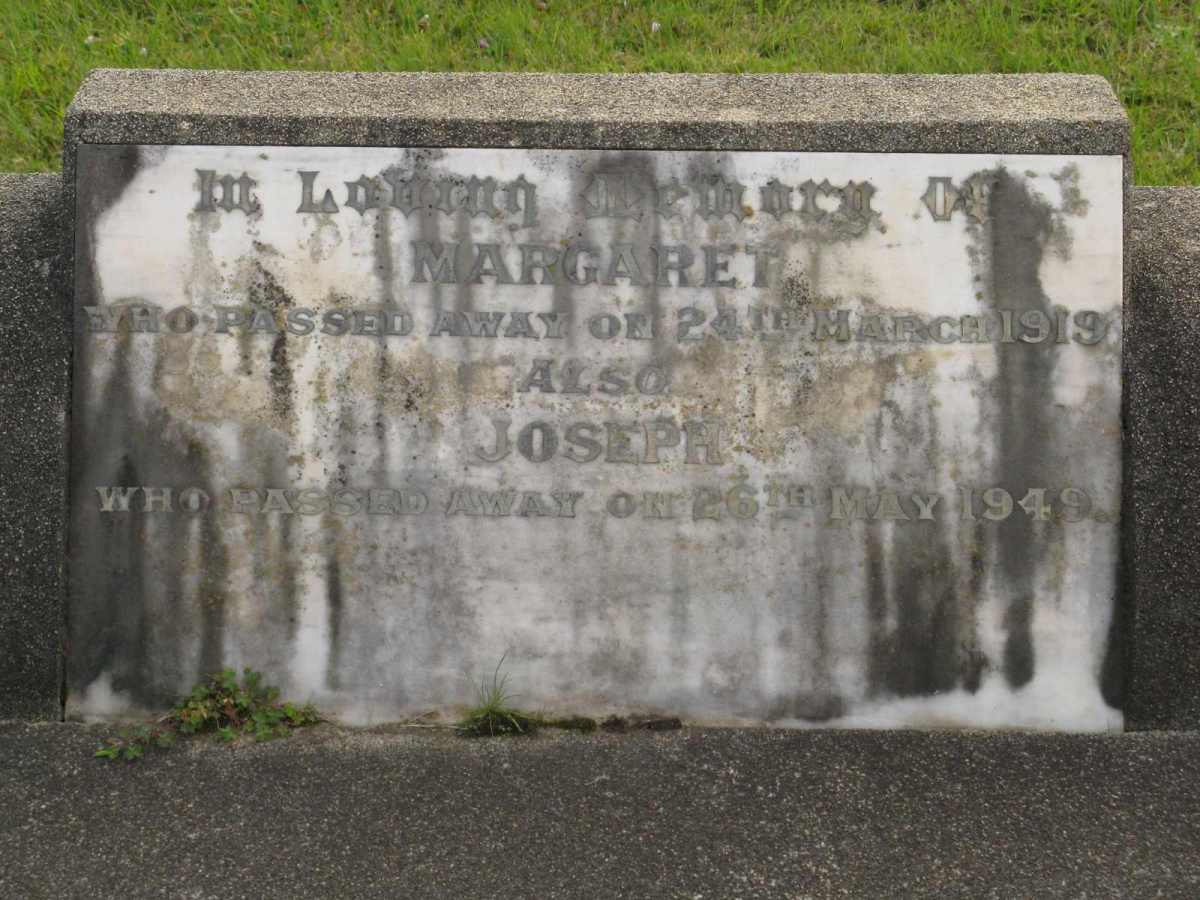 In Loving Memory Of
MARGARET
WHO PASSED AWAY ON 24TH MARCH 1919.
ALSO
JOSEPH
WHO PASSED AWAY ON 26TH MAY 1949.